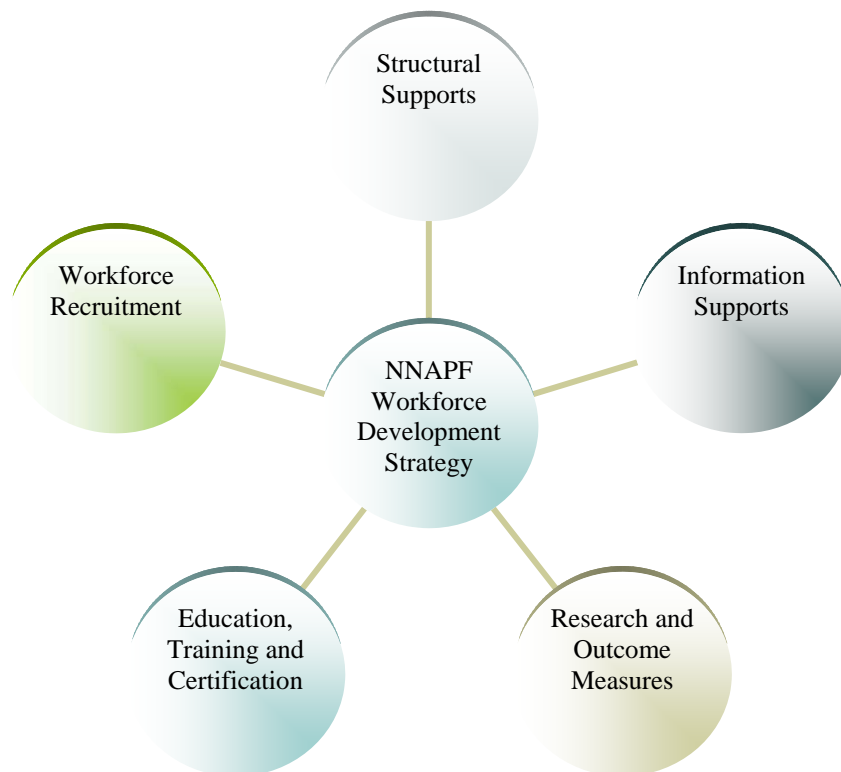 Structural
Supports
Workforce
Recruitment
Information
Supports
NNAPF
Workforce
Development
Strategy
Education,
Training and
Certification
Research and
Outcome
Measures